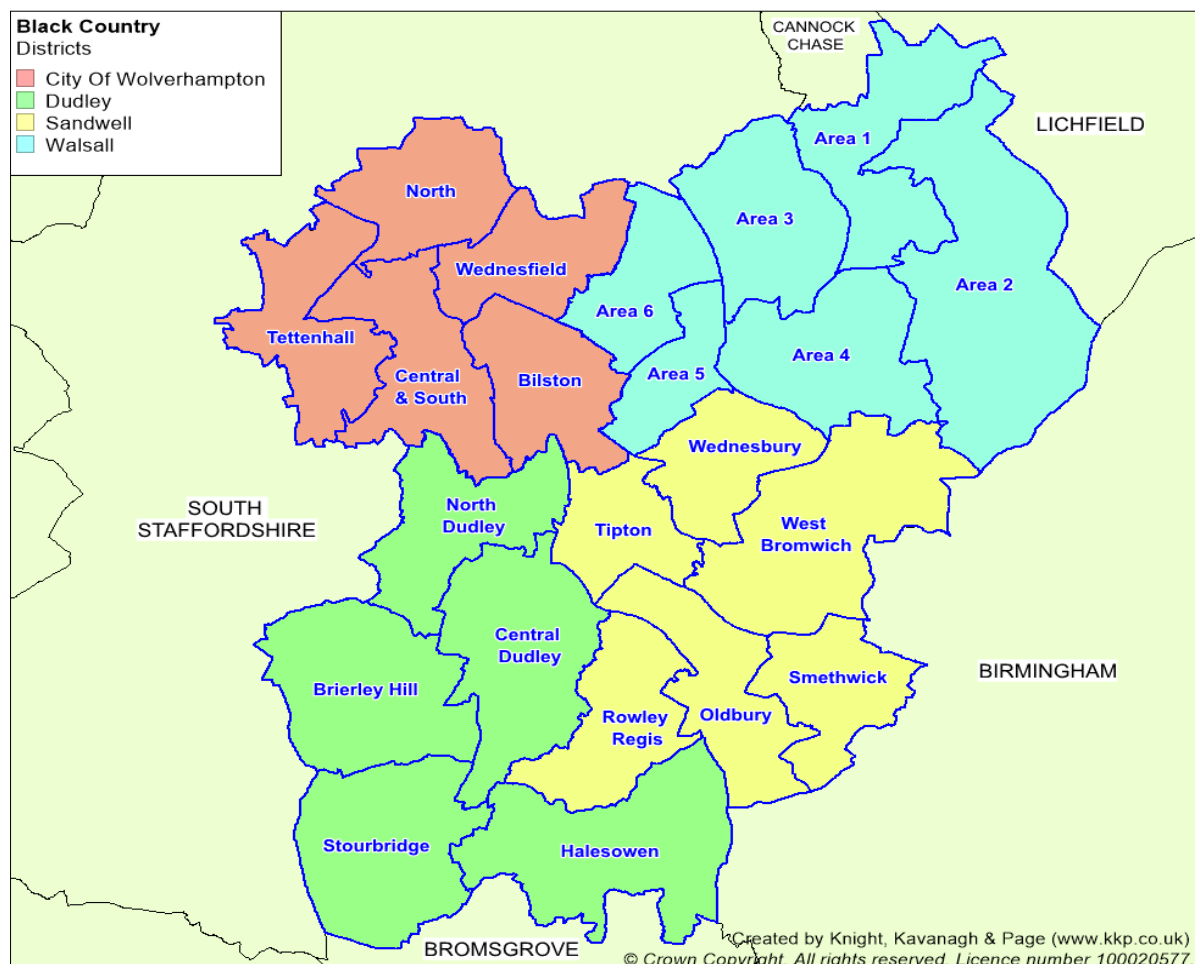 Black Country
Districts
City Of Wolverhampton
Dudley
Sandwell
Walsall
CANNOCK
CHASE
LICHFIELD
Area 1
North
Area 3
Wednesfield
Area 2
Area 6
Tettenhall
Area 4
Central
& South
Bilston
Area 5
Wednesbury
SOUTH
STAFFORDSHIRE
North
Dudley
Tipton
West
Bromwich
Central
Dudley
BIRMINGHAM
Smethwick
Brierley Hill
Rowley
Regis
Oldbury
Stourbridge
Halesowen
BROMSGROVE
Created by Knight, Kavanagh & Page (www.kkp.co.uk)
© Crown Copyright. All rights reserved. Licence number 100020577.